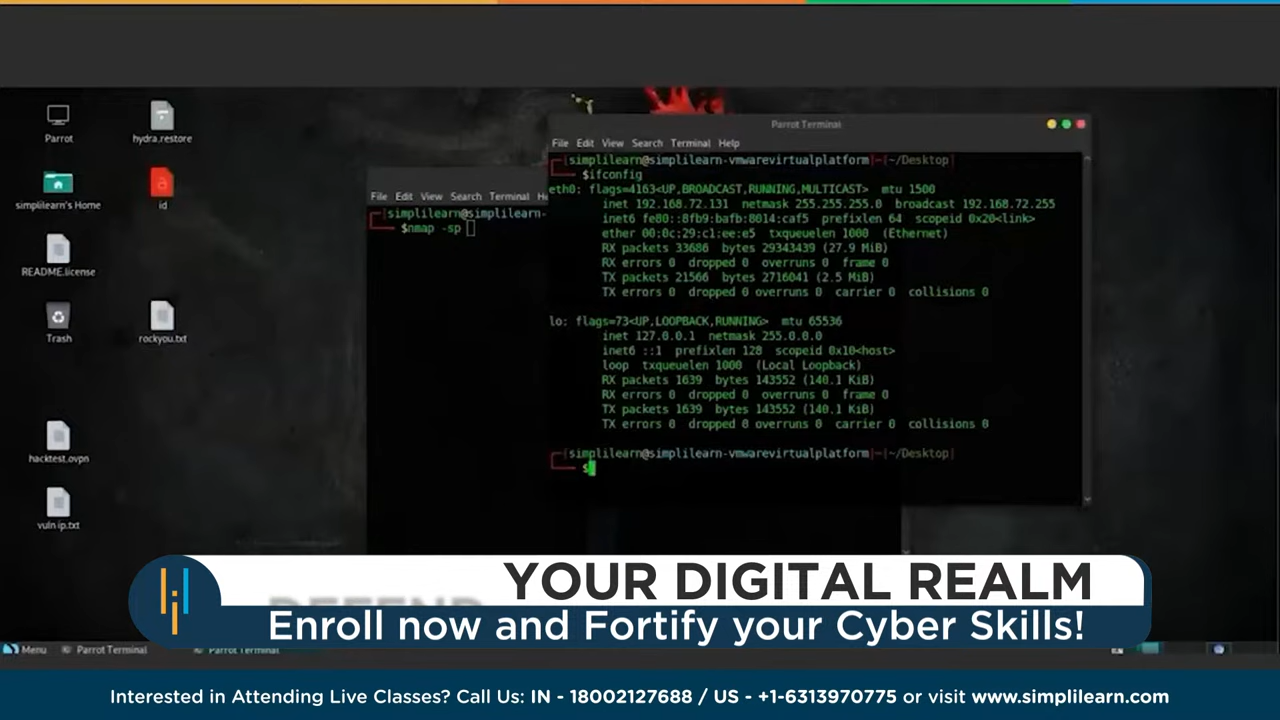 Parrot
hydra.restore
simplilearn's Home
id
README.license
Trash
rockyou.txt
hacktest.ovpn
vuln ip.txt
File Edit View Search Terminal He
[simplilearn@simplilearn-
$nmap -sp
Parrot Terminal
File Edit View Search Terminal Help
[simplilearn@simplilearn-vmwarevirtualplatform]-[~/Desktop]
$ifconfig
eth0: flags=4163<UP,BROADCAST,RUNNING,MULTICAST> mtu 1500
inet 192.168.72.131 netmask 255.255.255.0 broadcast 192.168.72.255
inet6 fe80::8fb9:bafb:8014:caf5 prefixlen 64 scopeid 0x20<link>
ether 00:0c:29:c1:ee:e5 txqueuelen 1000 (Ethernet)
RX packets 33686 bytes 29343439 (27.9 MiB)
RX errors 0 dropped 0 overruns 0 frame 0
TX packets 21566 bytes 2716041 (2.5 MiB)
TX errors 0 dropped 0 overruns 0 carrier 0 collisions 0
lo: flags=73<UP,LOOPBACK,RUNNING> mtu 65536
inet 127.0.0.1 netmask 255.0.0.0
inet6 ::1 prefixlen 128 scopeid 0x10<host>
loop txqueuelen 1000 (Local Loopback)
RX packets 1639 bytes 143552 (140.1 KiB)
RX errors 0 dropped 0 overruns 0 frame 0
TX packets 1639 bytes 143552 (140.1 KiB)
TX errors 0 dropped 0 overruns 0 carrier 0 collisions 0
[simplilearn@simplilearn-vmwarevirtualplatform]-[~/Desktop]
$
YOUR DIGITAL REALM
Enroll now and Fortify your Cyber Skills!
Menu Parrot Terminal Parrot Terminal
Interested in Attending Live Classes? Call Us: IN - 18002127688 / US - +1-6313970775 or visit www.simplilearn.com